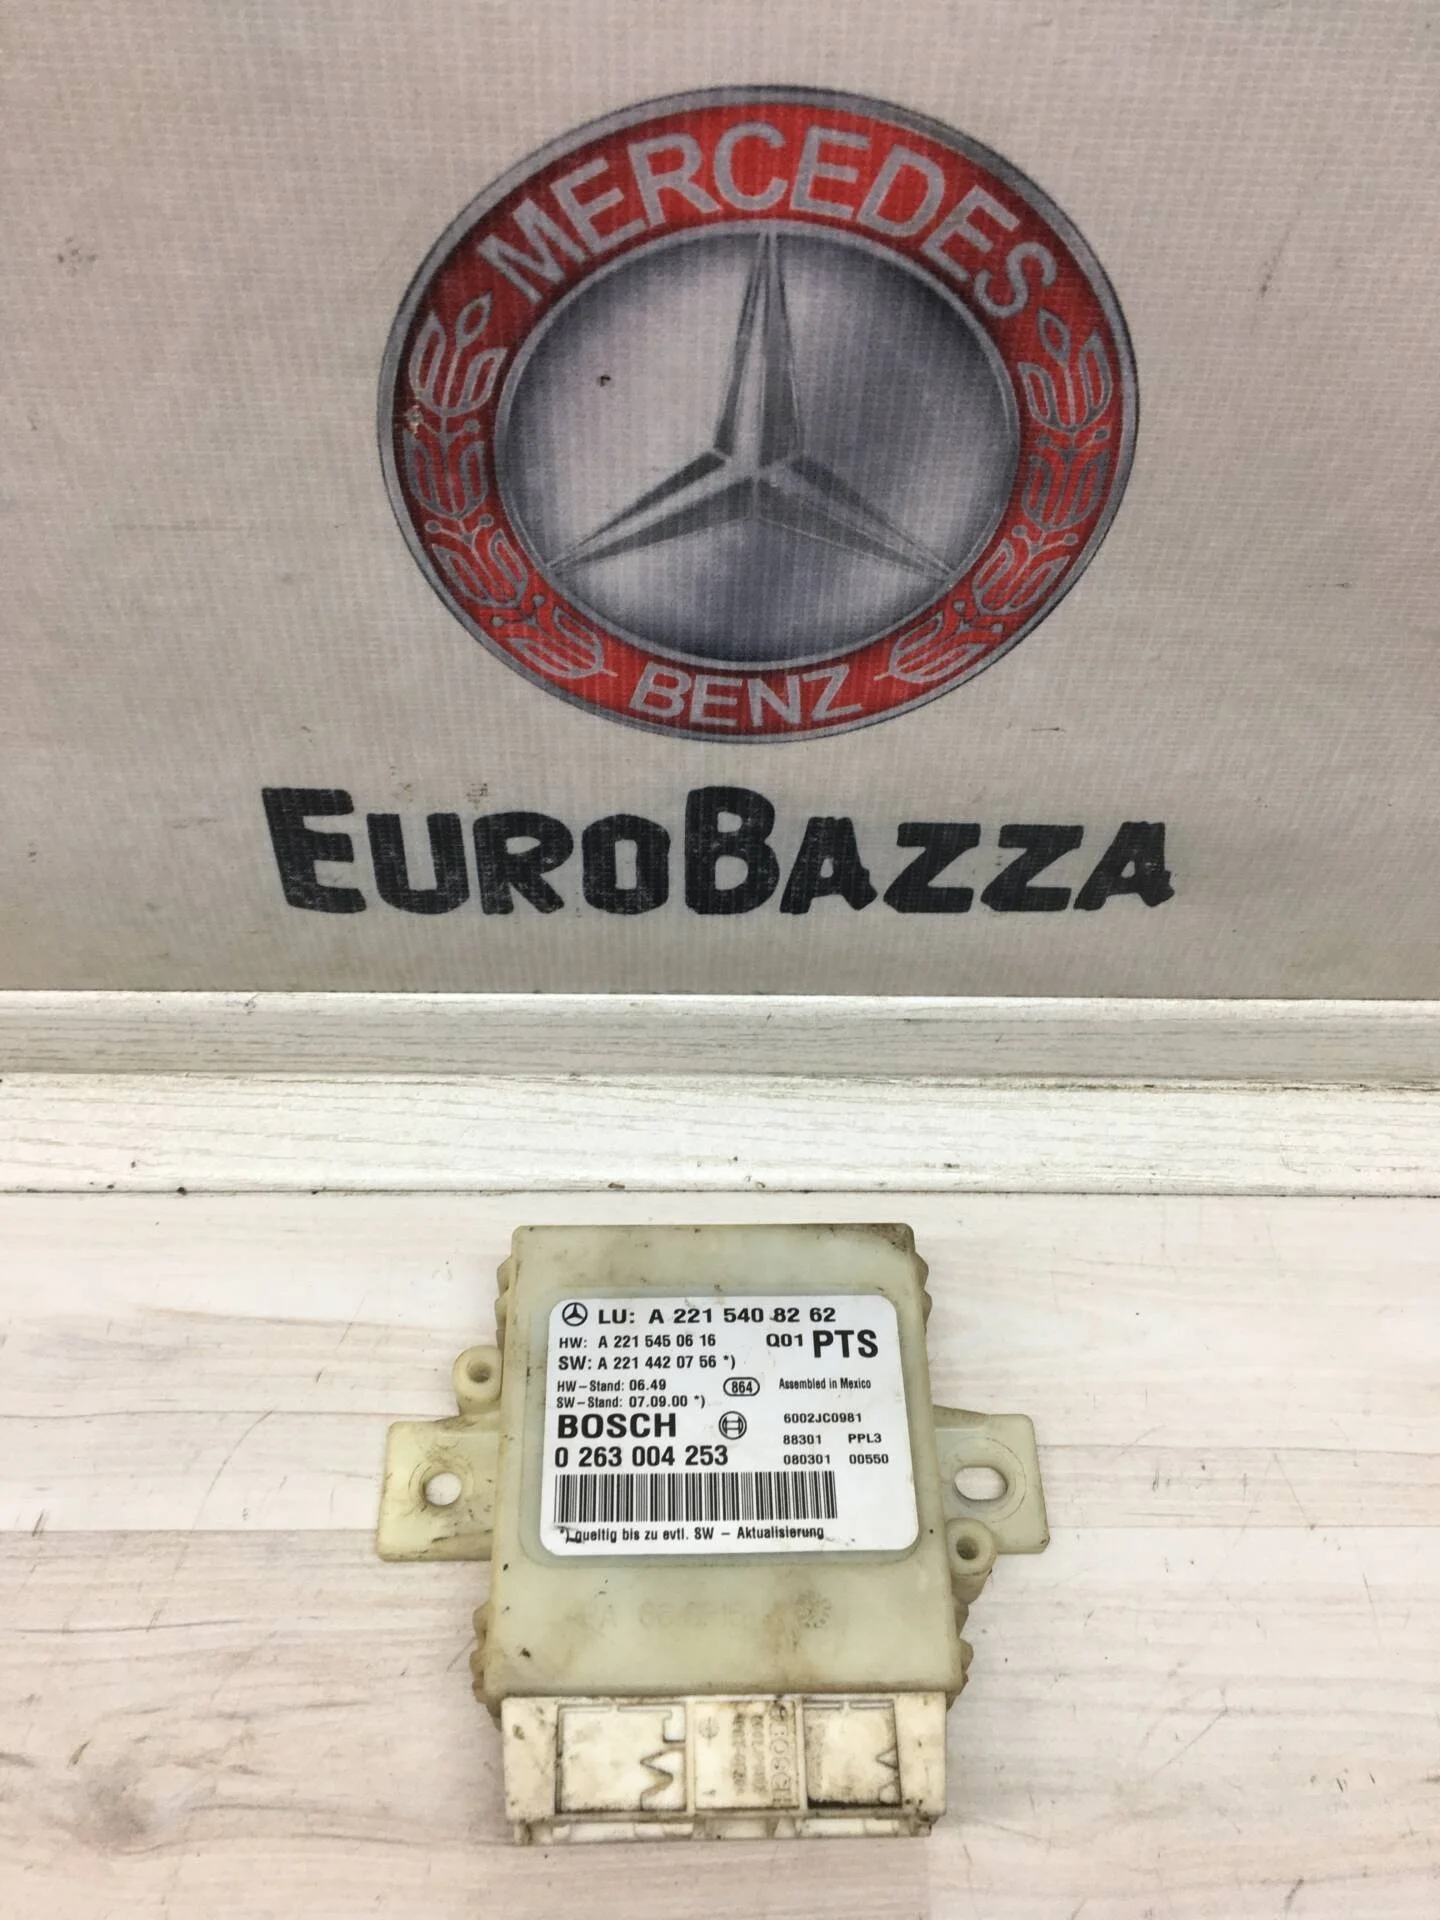 MERCEDES
BENZ
EUROBAZZA
LU: A 221 540 82 62
HW: A 221 545 06 16 Q01 PTS
SW: A 221 442 07 56 *)
HW-Stand: 06.49 864 Assembled in Mexico
SW-Stand: 07.09.00 *)
BOSCH 6002JC0981
0 263 004 253 88301 PPL3
080301 00550
*) gueltig bis zu evtl. SW - Aktualisierung
BOSCH